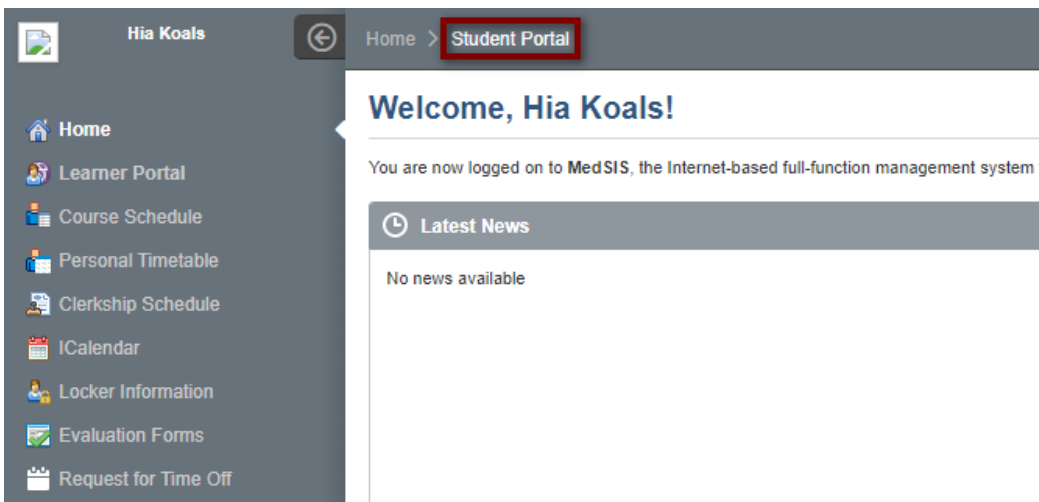 Hia Koals
Home > Student Portal
Home
Learner Portal
Course Schedule
Personal Timetable
Clerkship Schedule
ICalendar
Locker Information
Evaluation Forms
Request for Time Off
Welcome, Hia Koals!
You are now logged on to MedSIS, the Internet-based full-function management system
Latest News
No news available